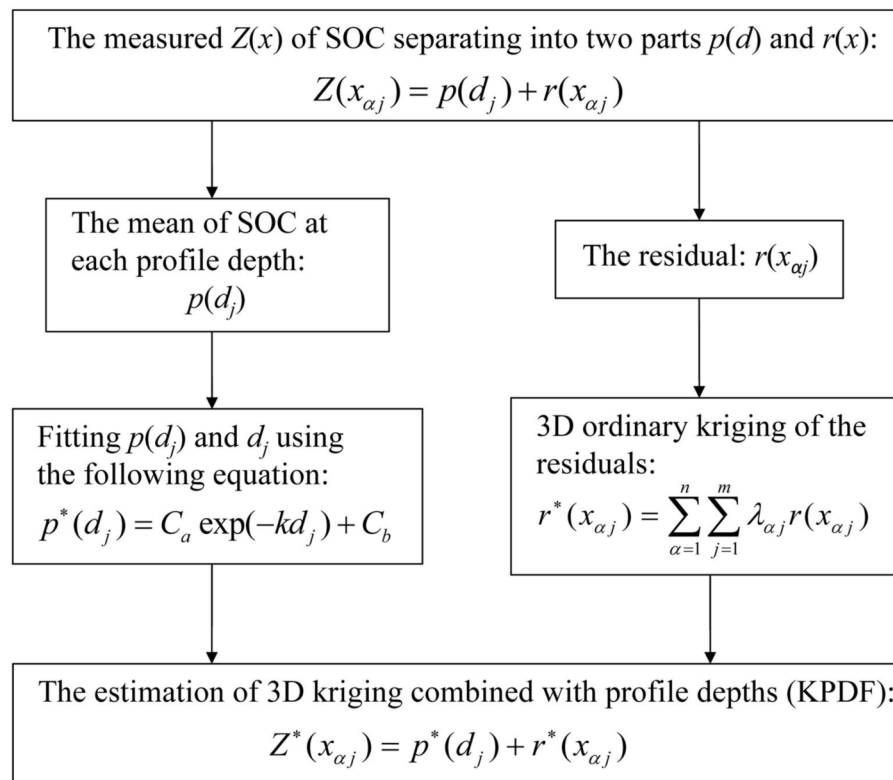 The measured Z(x) of SOC separating into two parts p(d) and r(x):
Z(x_{αj}) = p(d_j) + r(x_{αj})
The mean of SOC at
each profile depth:
p(d_j)
The residual: r(x_{αj})
Fitting p(d_j) and d_j using
the following equation:
p^*(d_j) = C_a exp(−kd_j) + C_b
3D ordinary kriging of the
residuals:
r^*(x_{αj}) = ∑_{α=1}^{n} ∑_{j=1}^{m} λ_{αj} r(x_{αj})
The estimation of 3D kriging combined with profile depths (KPDF):
Z^*(x_{αj}) = p^*(d_j) + r^*(x_{αj})